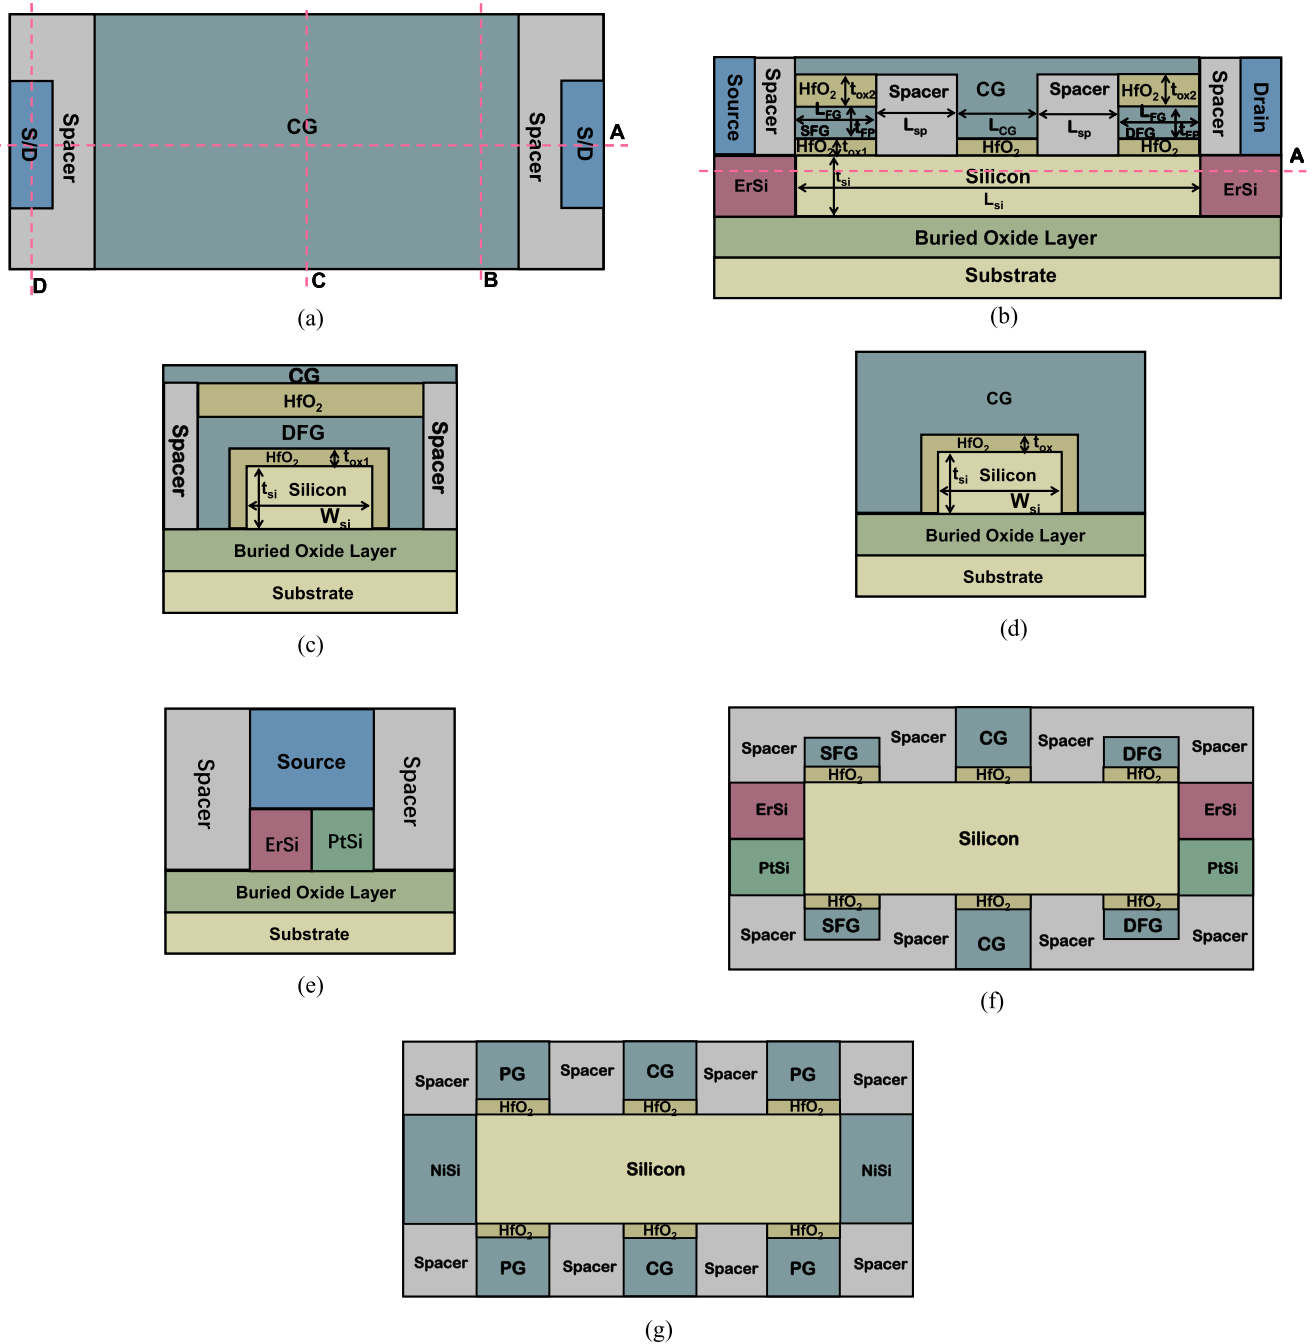 S/D
Spacer
CG
Spacer
S/D
A
D
C
B
(a)
Source
Spacer
HfO2
tox2
LFG
SFG
tFP
HfO2
tox1
Spacer
Lsp
CG
LCG
HfO2
Spacer
Lsp
HfO2
tox2
LFG
DFG
tFP
HfO2
Spacer
Drain
A
ErSi
tsi
Silicon
Lsi
ErSi
Buried Oxide Layer
Substrate
(b)
CG
HfO2
Spacer
DFG
Spacer
HfO2
tox1
tsi
Silicon
Wsi
Buried Oxide Layer
Substrate
(c)
CG
HfO2
tox
tsi
Silicon
Wsi
Buried Oxide Layer
Substrate
(d)
Spacer
Source
Spacer
ErSi
PtSi
Buried Oxide Layer
Substrate
(e)
Spacer
SFG
Spacer
CG
Spacer
DFG
Spacer
HfO2
HfO2
HfO2
ErSi
ErSi
Silicon
PtSi
PtSi
HfO2
HfO2
HfO2
Spacer
SFG
Spacer
CG
Spacer
DFG
Spacer
(f)
Spacer
PG
Spacer
CG
Spacer
PG
Spacer
HfO2
HfO2
HfO2
NiSi
Silicon
NiSi
HfO2
HfO2
HfO2
Spacer
PG
Spacer
CG
Spacer
PG
Spacer
(g)